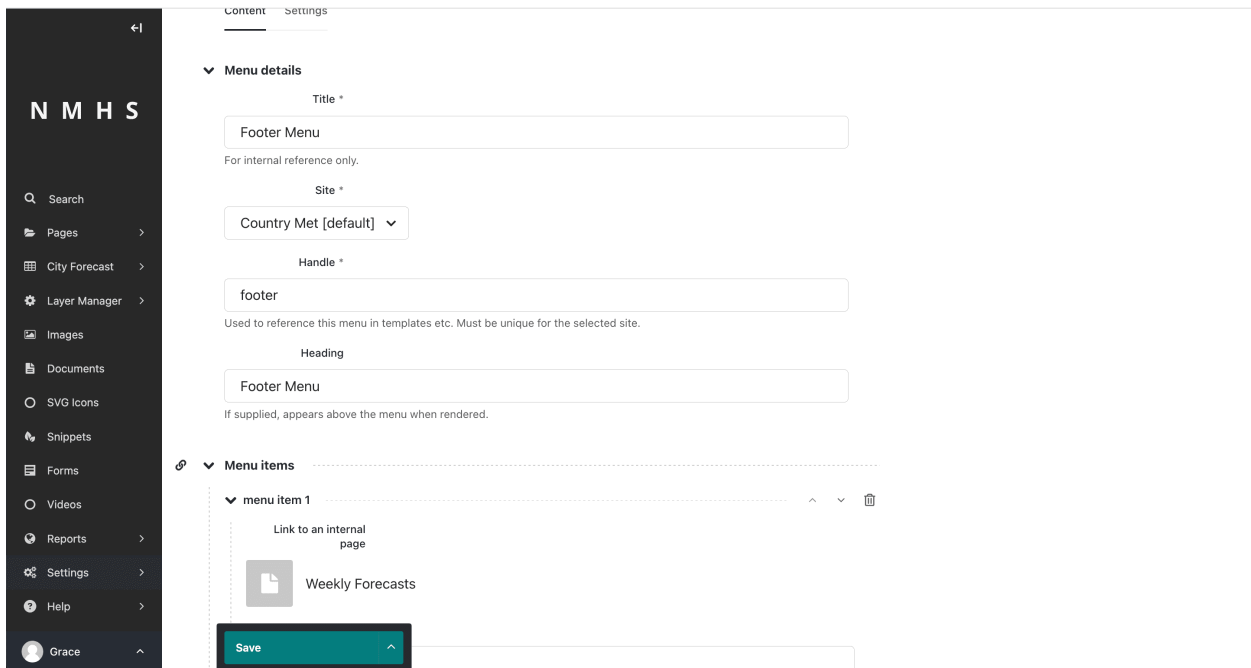 Content Settings
N M H S
Search
Pages
City Forecast
Layer Manager
Images
Documents
SVG Icons
Snippets
Forms
Videos
Reports
Settings
Help
Grace
Menu details
Title *
Footer Menu
For internal reference only.
Site *
Country Met [default]
Handle *
footer
Used to reference this menu in templates etc. Must be unique for the selected site.
Heading
Footer Menu
If supplied, appears above the menu when rendered.
Menu items
menu item 1
Link to an internal
page
Weekly Forecasts
Save